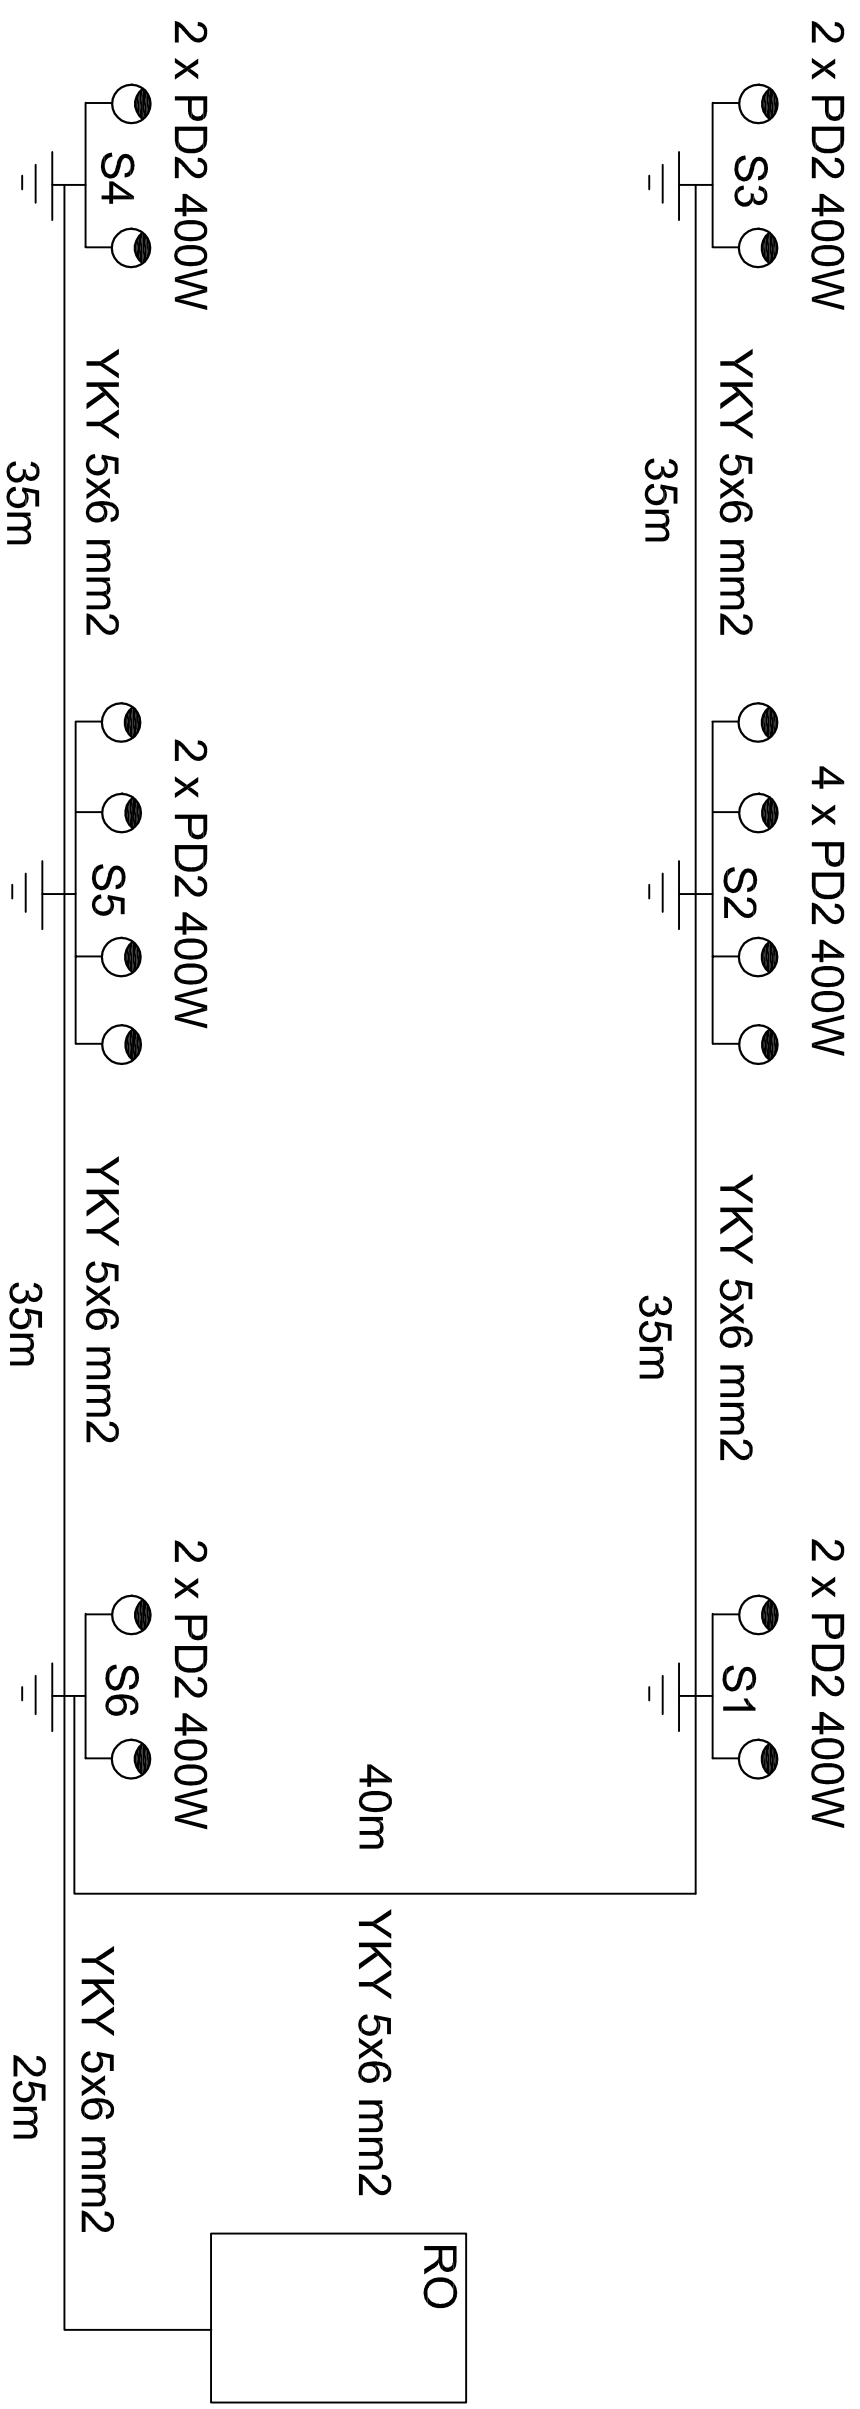 2 x PD2 400W
S3
YKY 5x6 mm2
35m
4 x PD2 400W
S2
YKY 5x6 mm2
35m
2 x PD2 400W
S1
40m
YKY 5x6 mm2
RO
2 x PD2 400W
S4
YKY 5x6 mm2
35m
2 x PD2 400W
S5
YKY 5x6 mm2
35m
2 x PD2 400W
S6
YKY 5x6 mm2
25m